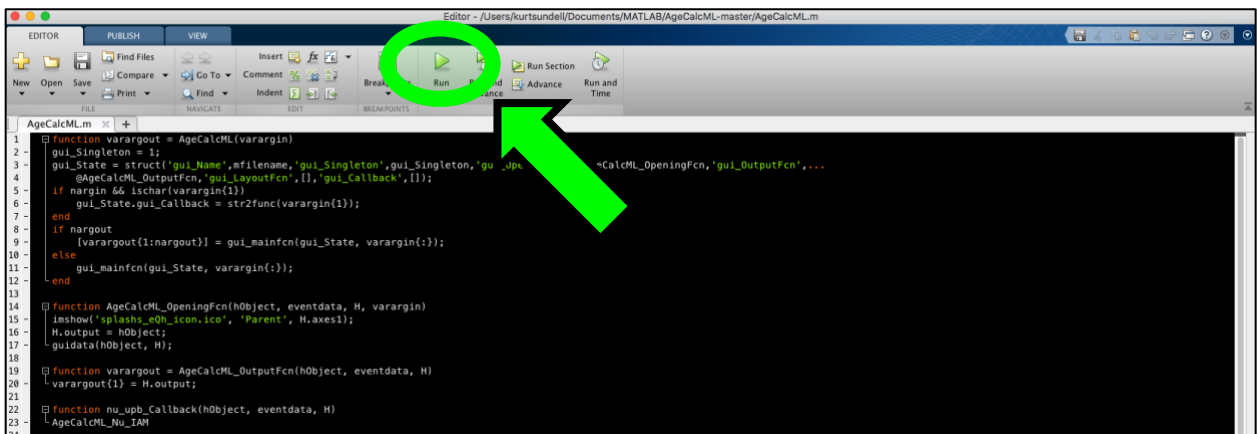 Editor - /Users/kurtsundell/Documents/MATLAB/AgeCalcML-master/AgeCalcML.m
EDITOR PUBLISH VIEW
New Open Save Find Files Compare Print
Go To Find
Insert fx Comment Indent
Run Run Section Advance Run and Time
FILE NAVIGATE EDIT BREAKPOINTS
AgeCalcML.m × +
1 function varargout = AgeCalcML(varargin)
2 - gui_Singleton = 1;
3 - gui_State = struct('gui_Name',mfilename,'gui_Singleton',gui_Singleton, eCalcML_OpeningFcn,'gui_OutputFcn',...
4 @AgeCalcML_OutputFcn,'gui_LayoutFcn',[],'gui_Callback',[]);
5 - if nargin && ischar(varargin{1})
6 - gui_State.gui_Callback = str2func(varargin{1});
7 - end
8 - if nargout
9 - [varargout{1:nargout}] = gui_mainfcn(gui_State, varargin{:});
10 - else
11 - gui_mainfcn(gui_State, varargin{:});
12 - end
13
14 function AgeCalcML_OpeningFcn(hObject, eventdata, H, varargin)
15 - imshow('splashs_eQh_icon.ico', 'Parent', H.axes1);
16 - H.output = hObject;
17 - guidata(hObject, H);
18
19 function varargout = AgeCalcML_OutputFcn(hObject, eventdata, H)
20 - varargout{1} = H.output;
21
22 function nu_upb_Callback(hObject, eventdata, H)
23 - AgeCalcML_Nu_IAM